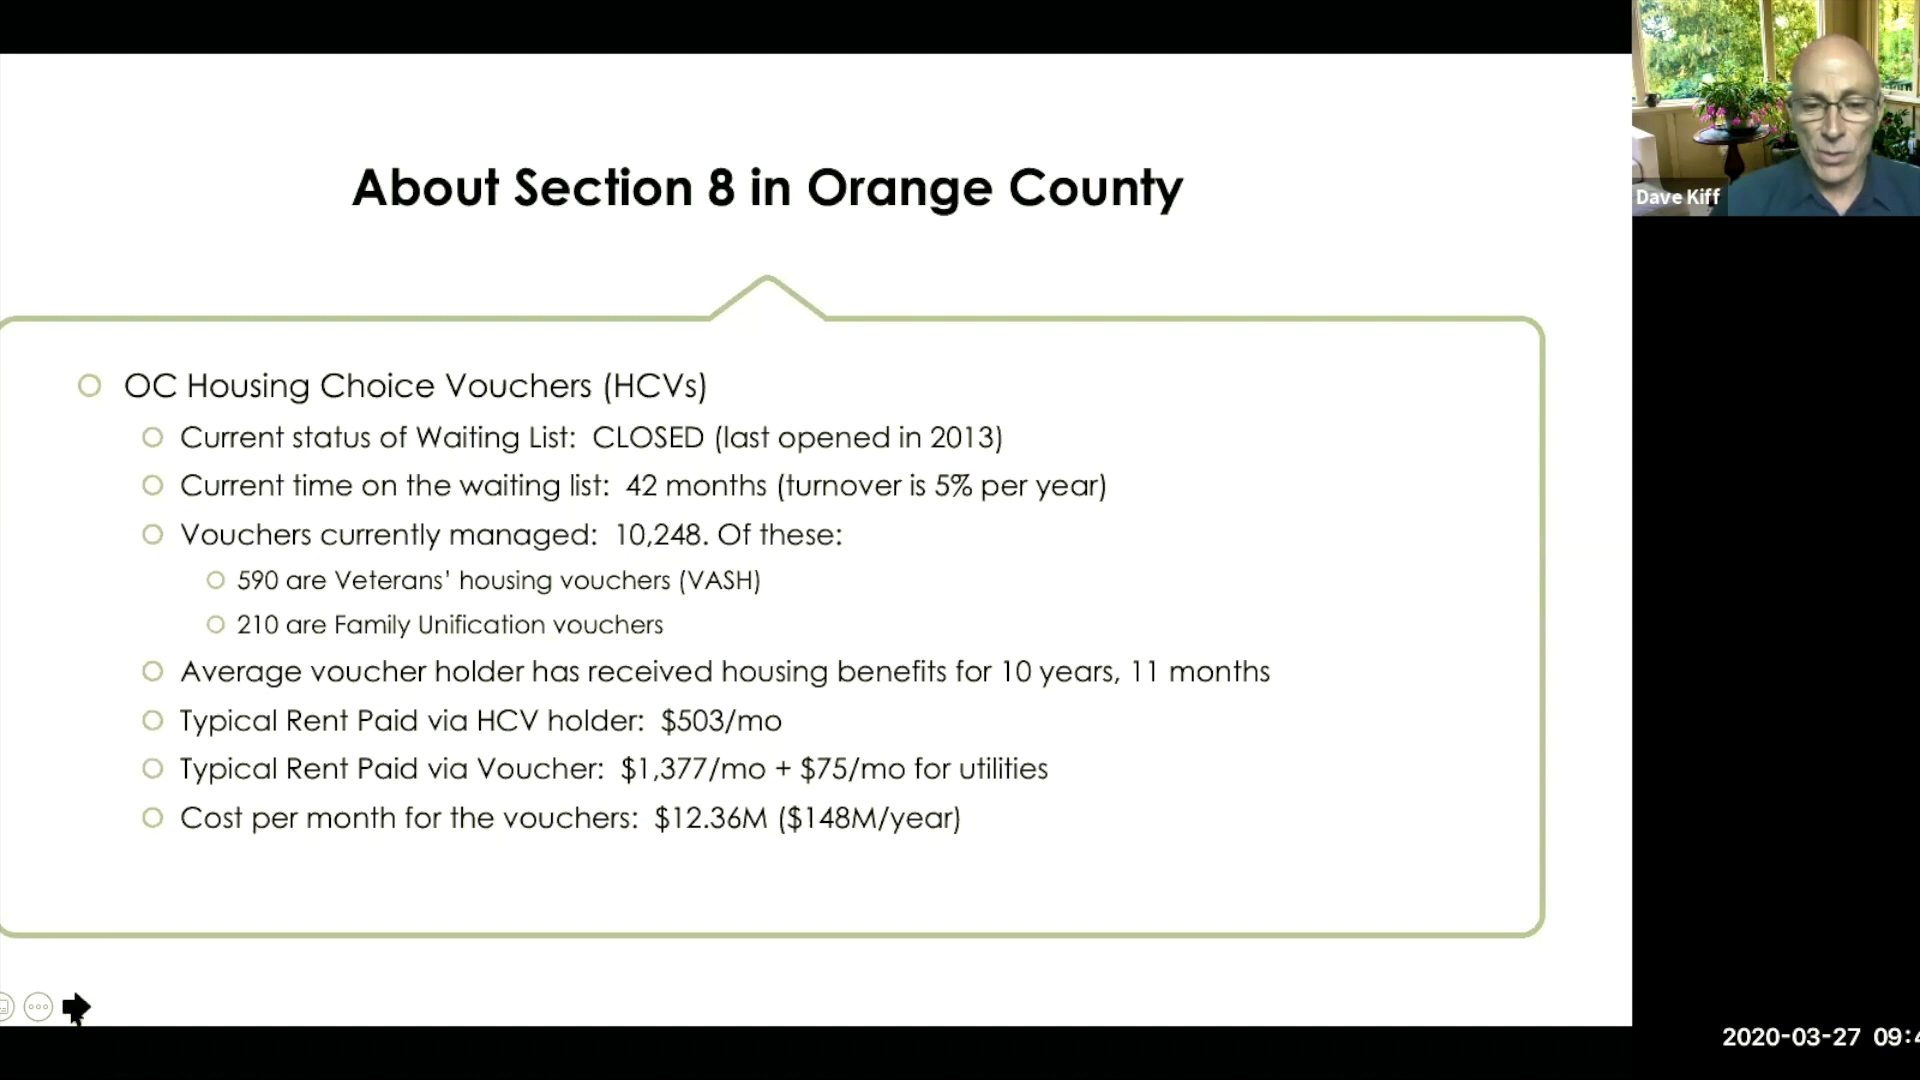 About Section 8 in Orange County
OC Housing Choice Vouchers (HCVs)
Current status of Waiting List: CLOSED (last opened in 2013)
Current time on the waiting list: 42 months (turnover is 5% per year)
Vouchers currently managed: 10,248. Of these:
590 are Veterans' housing vouchers (VASH)
210 are Family Unification vouchers
Average voucher holder has received housing benefits for 10 years, 11 months
Typical Rent Paid via HCV holder: $503/mo
Typical Rent Paid via Voucher: $1,377/mo + $75/mo for utilities
Cost per month for the vouchers: $12.36M ($148M/year)
Dave Kiff
2020-03-27 09:4